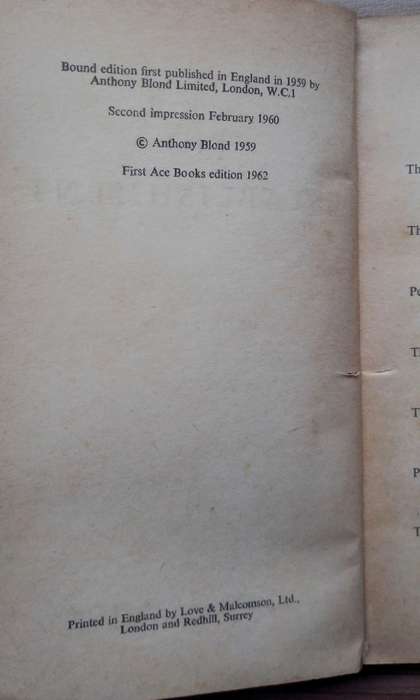 Bound edition first published in England in 1959 by
Anthony Blond Limited, London, W.C.1
Second impression February 1960
© Anthony Blond 1959
First Ace Books edition 1962
Printed in England by Love & Malcomson, Ltd.,
London and Redhill, Surrey